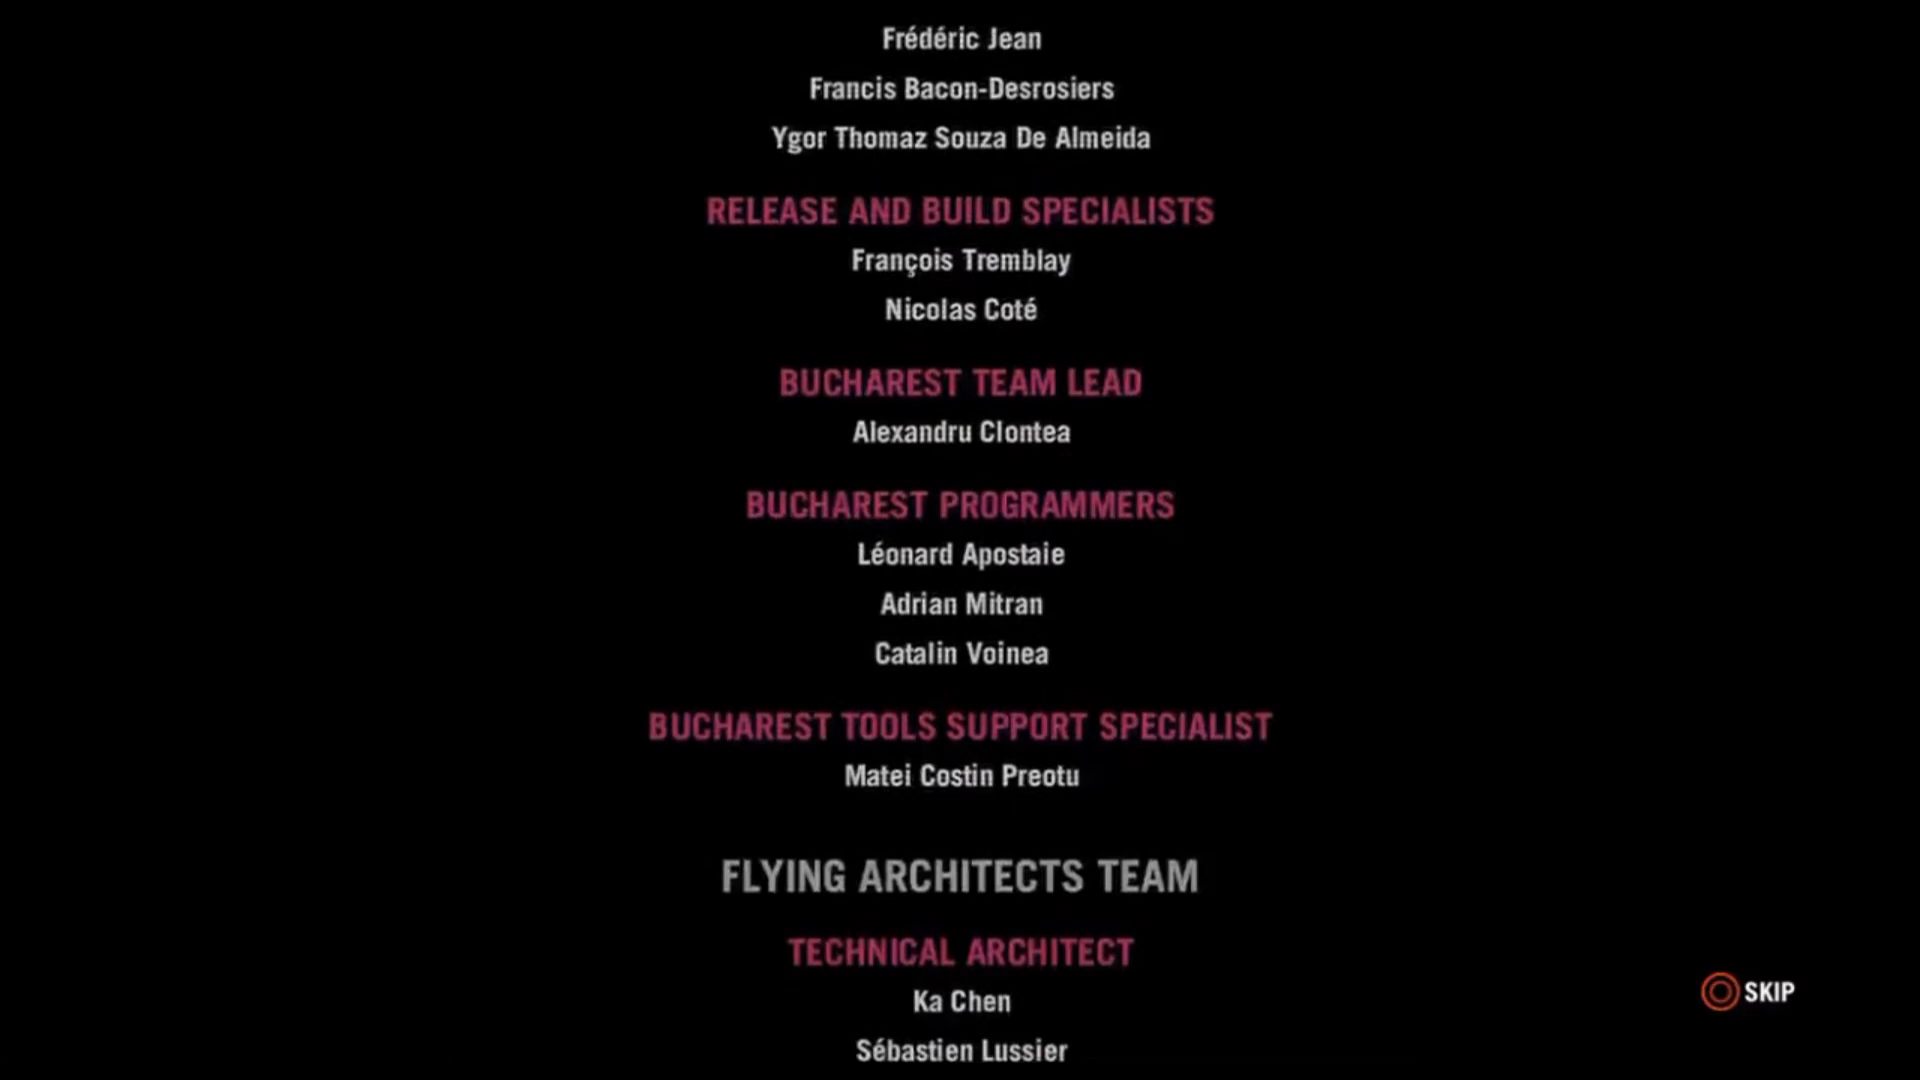 Frédéric Jean
Francis Bacon-Desrosiers
Ygor Thomaz Souza De Almeida
RELEASE AND BUILD SPECIALISTS
François Tremblay
Nicolas Coté
BUCHAREST TEAM LEAD
Alexandru Clontea
BUCHAREST PROGRAMMERS
Léonard Apostaie
Adrian Mitran
Catalin Voinea
BUCHAREST TOOLS SUPPORT SPECIALIST
Matei Costin Preotu
FLYING ARCHITECTS TEAM
TECHNICAL ARCHITECT
Ka Chen
SKIP
Sébastien Lussier